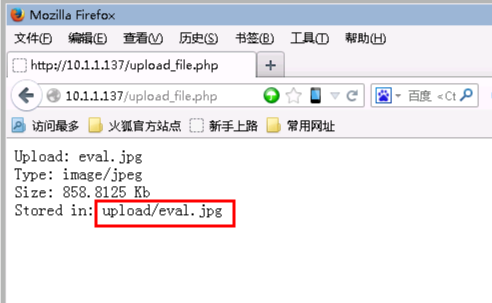 Mozilla Firefox
文件(F) 编辑(E) 查看(V) 历史(S) 书签(B) 工具(T) 帮助(H)
http://10.1.1.137/upload_file.php
10.1.1.137/upload_file.php 百度 <Ct
访问最多 火狐官方站点 新手上路 常用网址
Upload: eval.jpg
Type: image/jpeg
Size: 858.8125 Kb
Stored in: upload/eval.jpg